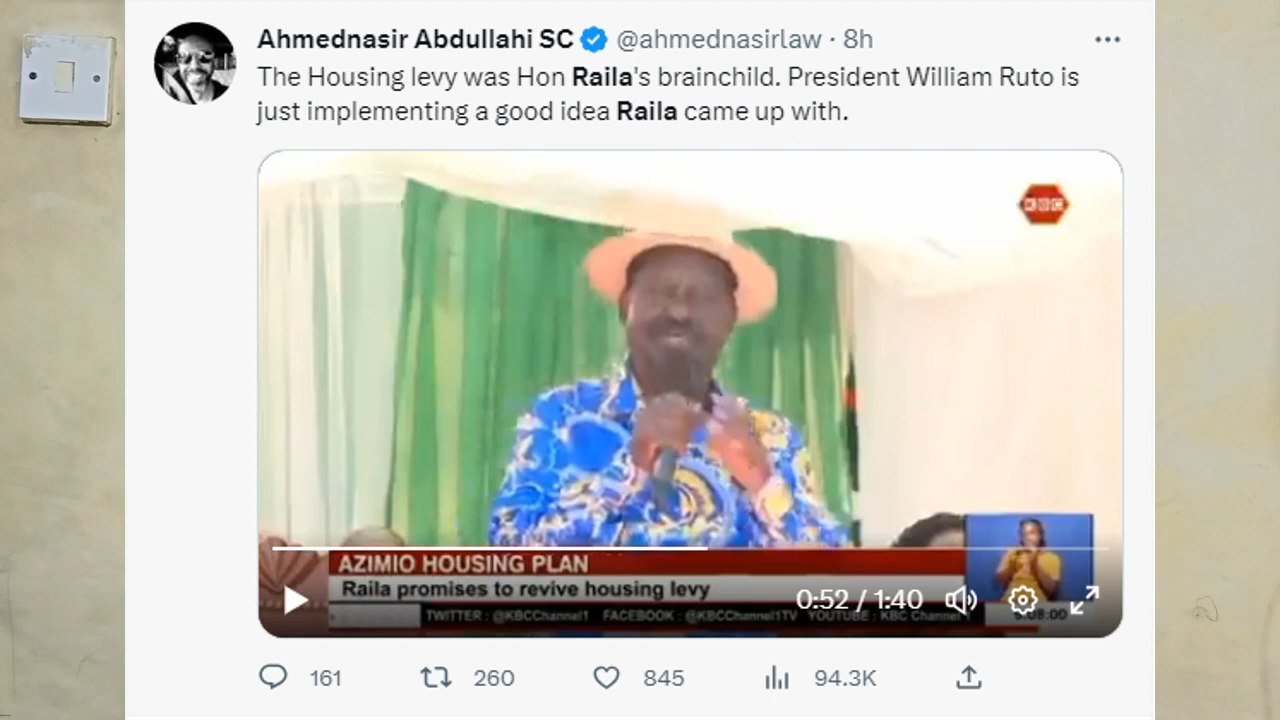 Ahmednasir Abdullahi SC @ahmednasirlaw · 8h
The Housing levy was Hon Raila's brainchild. President William Ruto is
just implementing a good idea Raila came up with.
KBC
AZIMIO HOUSING PLAN
Raila promises to revive housing levy
0:52 / 1:40
TWITTER : @KBCChannel1 FACEBOOK : @KBCChannel1TV YOUTUBE : KBC Channel 1
161 260 845 94.3K